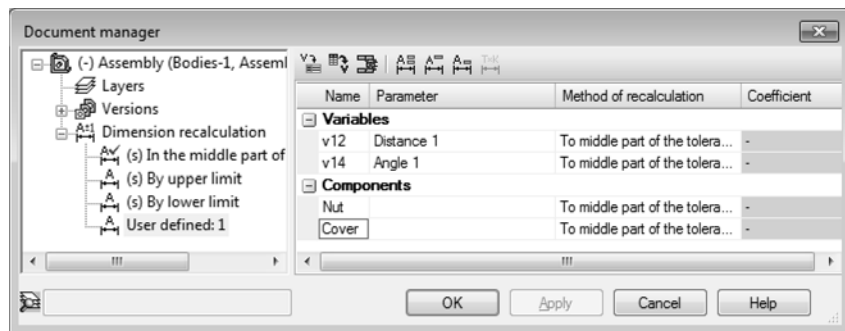 Document manager
(-) Assembly (Bodies-1, Assembl
Layers
Versions
Dimension recalculation
(s) In the middle part of
(s) By upper limit
(s) By lower limit
User defined: 1
Name Parameter Method of recalculation Coefficient
Variables
v12 Distance 1 To middle part of the tolera... -
v14 Angle 1 To middle part of the tolera... -
Components
Nut To middle part of the tolera... -
Cover To middle part of the tolera... -
OK Apply Cancel Help